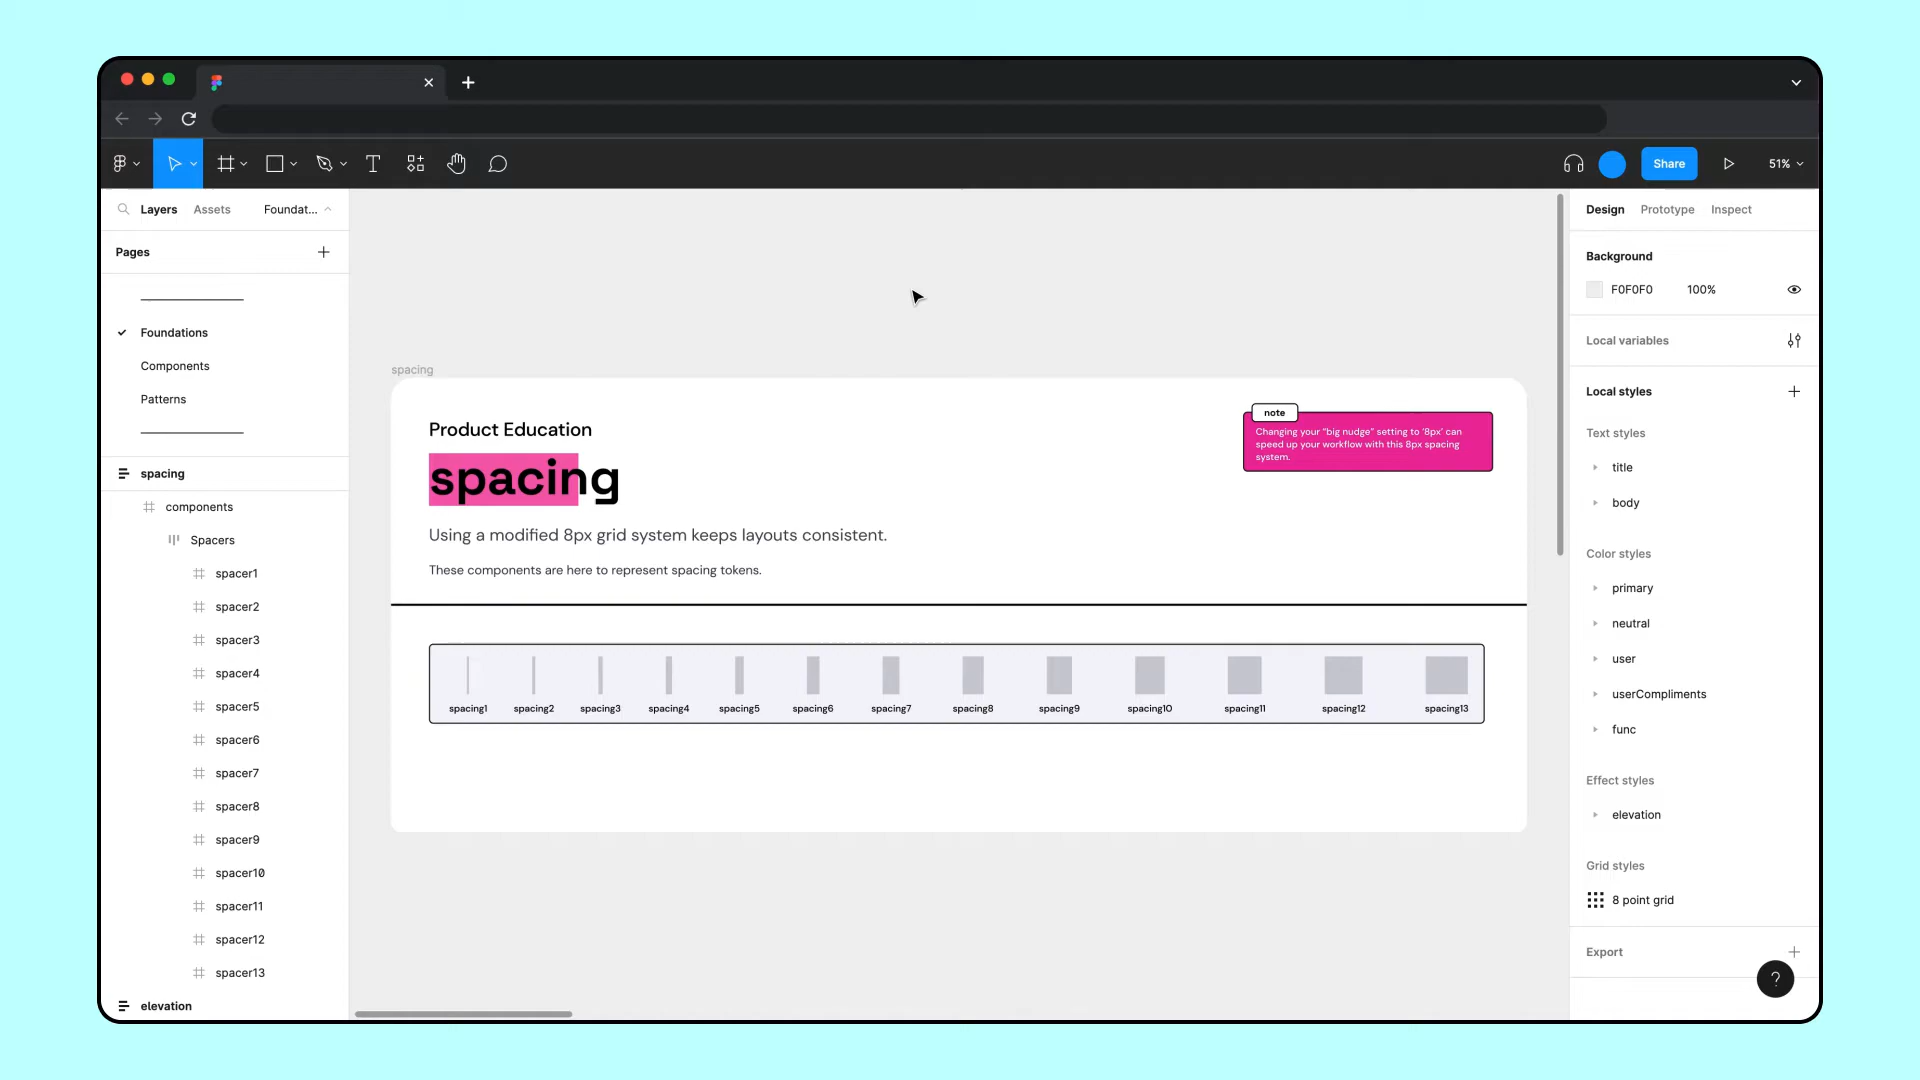 Share
51%
Layers
Assets
Foundat...
Pages
Foundations
Components
Patterns
spacing
components
Spacers
spacer1
spacer2
spacer3
spacer4
spacer5
spacer6
spacer7
spacer8
spacer9
spacer10
spacer11
spacer12
spacer13
elevation
spacing
Product Education
spacing
Using a modified 8px grid system keeps layouts consistent.
These components are here to represent spacing tokens.
note
Changing your “big nudge” setting to ‘8px’ can
speed up your workflow with this 8px spacing
system.
spacing1
spacing2
spacing3
spacing4
spacing5
spacing6
spacing7
spacing8
spacing9
spacing10
spacing11
spacing12
spacing13
Design
Prototype
Inspect
Background
F0F0F0
100%
Local variables
Local styles
Text styles
title
body
Color styles
primary
neutral
user
userCompliments
func
Effect styles
elevation
Grid styles
8 point grid
Export
?